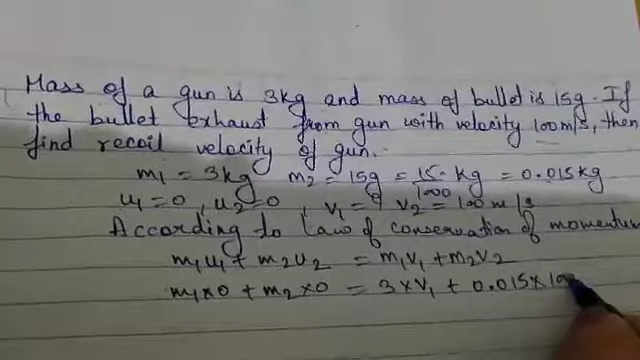 Mass of a gun is 3kg and mass of bullet is 15g. If
the bullet exhaust from gun with velocity 100m/s, then
find recoil velocity of gun.
m₁ = 3kg m₂ = 15g = 15/1000 kg = 0.015kg
u₁ = 0, u₂ = 0, v₁ = ? v₂ = 100 m/s
According to law of conservation of momentum
m₁u₁ + m₂u₂ = m₁v₁ + m₂v₂
m₁×0 + m₂×0 = 3×v₁ + 0.015×